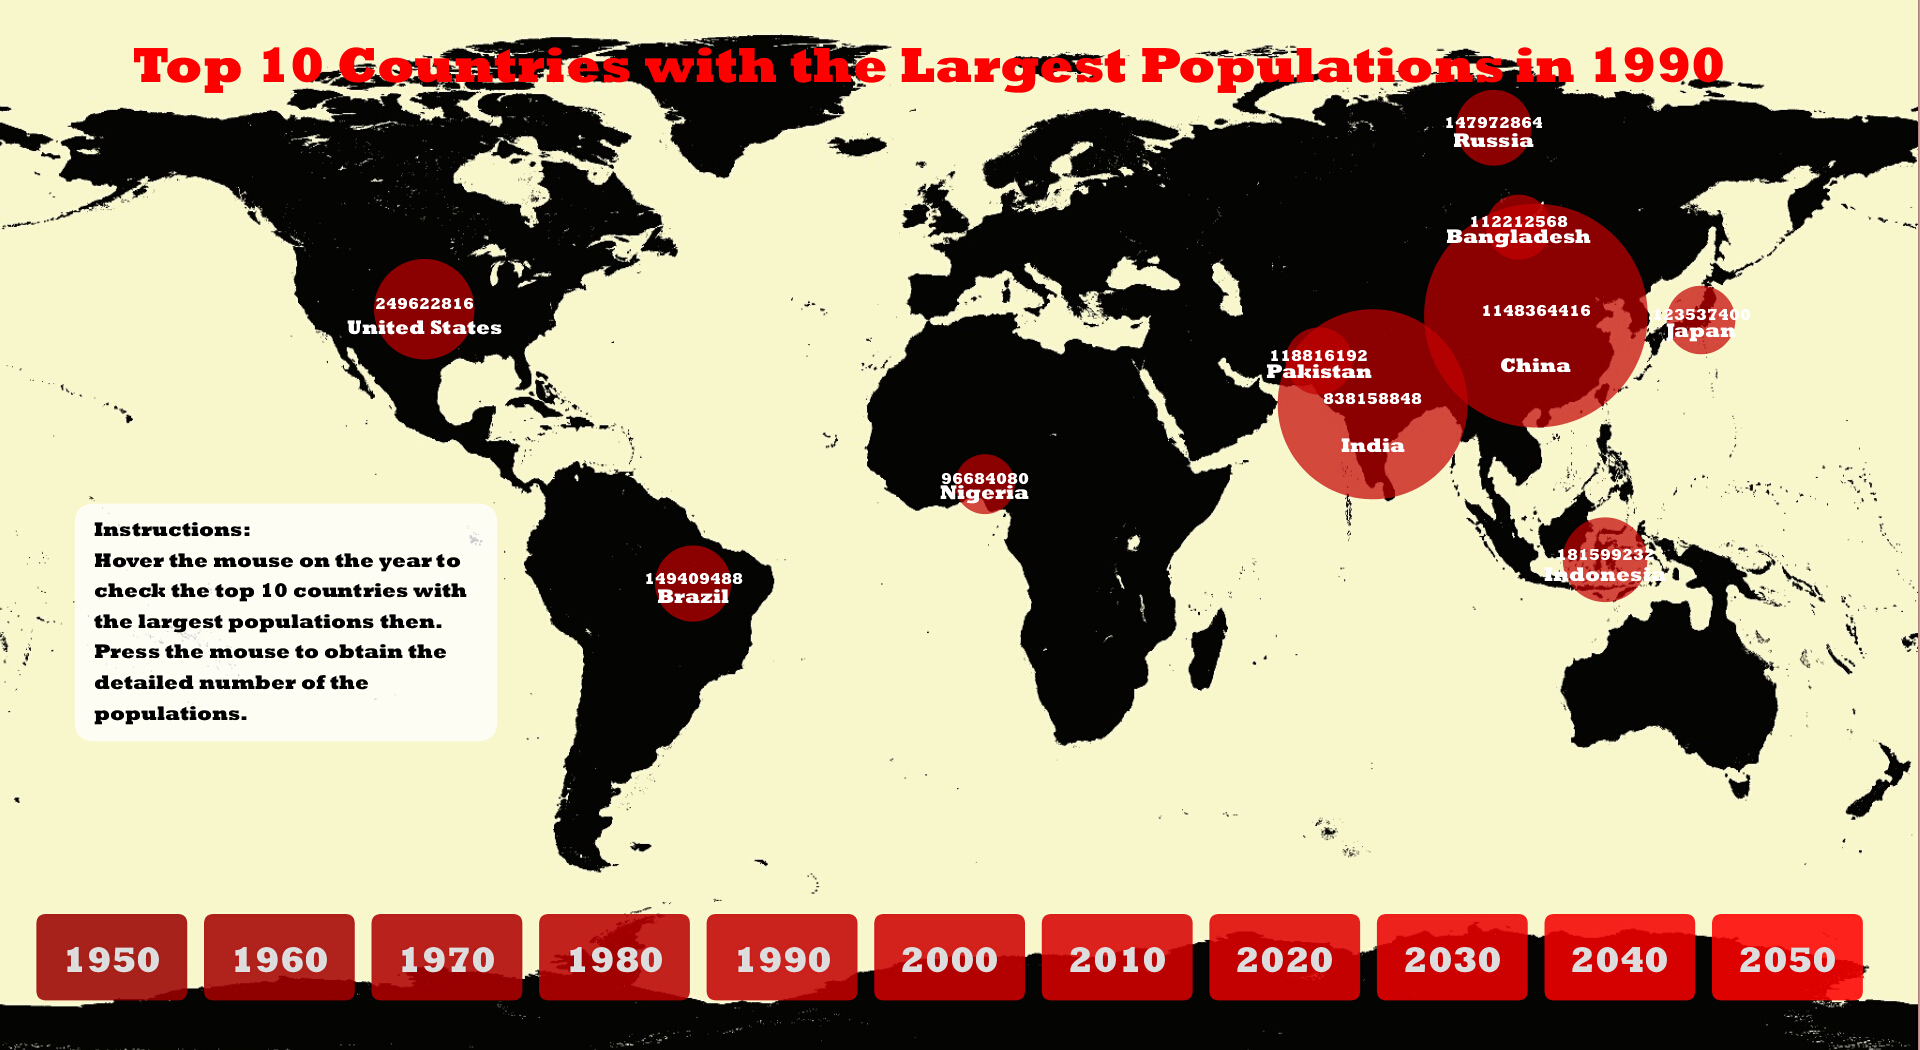 Top 10 Countries with the Largest Populations in 1990
147972864
Russia
112212568
Bangladesh
249622816
United States
1148364416
China
123537400
Japan
118816192
Pakistan
838158848
India
96684080
Nigeria
181599232
Indonesia
149409488
Brazil
Instructions:
Hover the mouse on the year to
check the top 10 countries with
the largest populations then.
Press the mouse to obtain the
detailed number of the
populations.
1950
1960
1970
1980
1990
2000
2010
2020
2030
2040
2050